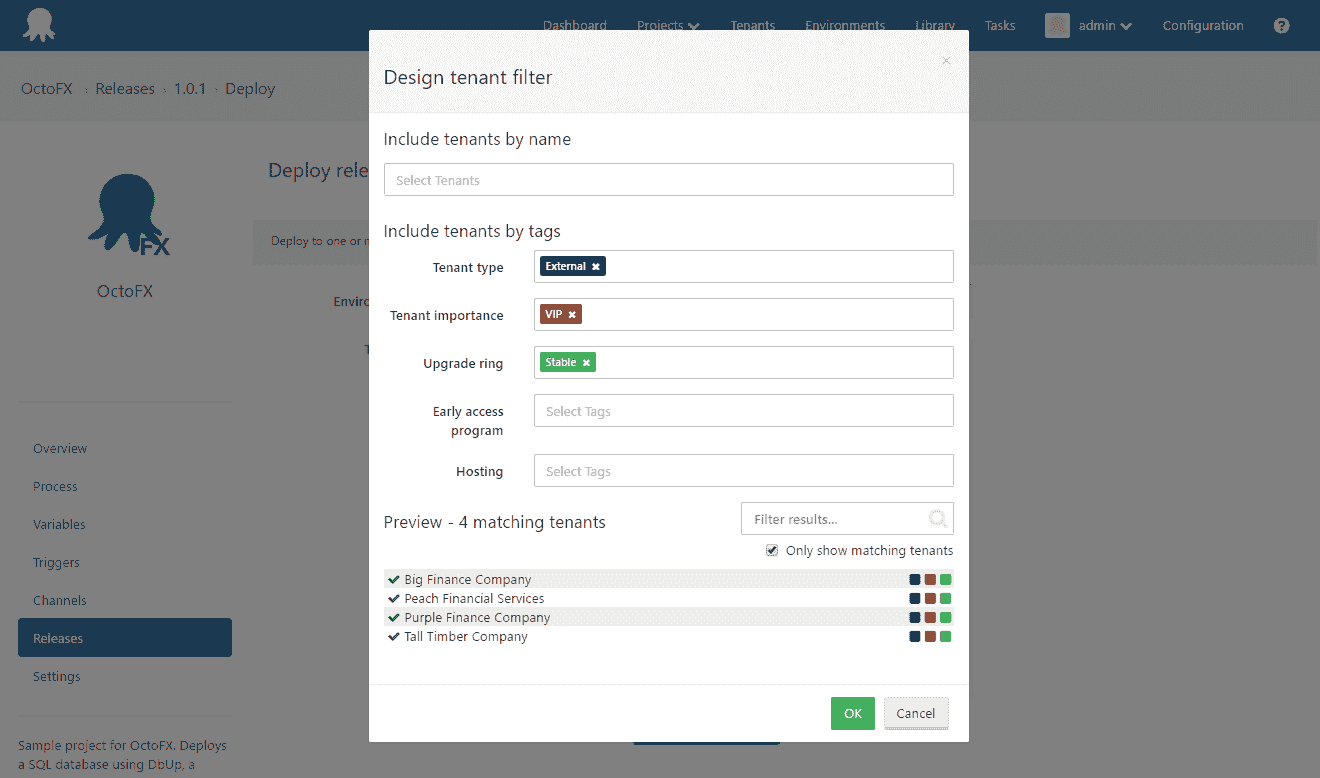 Dashboard Projects Tenants Environments Library Tasks admin Configuration ?
OctoFX › Releases › 1.0.1 › Deploy
FX
OctoFX
Overview
Process
Variables
Triggers
Channels
Releases
Settings
Sample project for OctoFX. Deploys
a SQL database using DbUp, a
Deploy rele
Deploy to one or
Enviro
T
Design tenant filter
×
Include tenants by name
Select Tenants
Include tenants by tags
Tenant type
External ×
Tenant importance
VIP ×
Upgrade ring
Stable ×
Early access
program
Select Tags
Hosting
Select Tags
Preview - 4 matching tenants
Filter results...
Only show matching tenants
Big Finance Company
Peach Financial Services
Purple Finance Company
Tall Timber Company
OK
Cancel